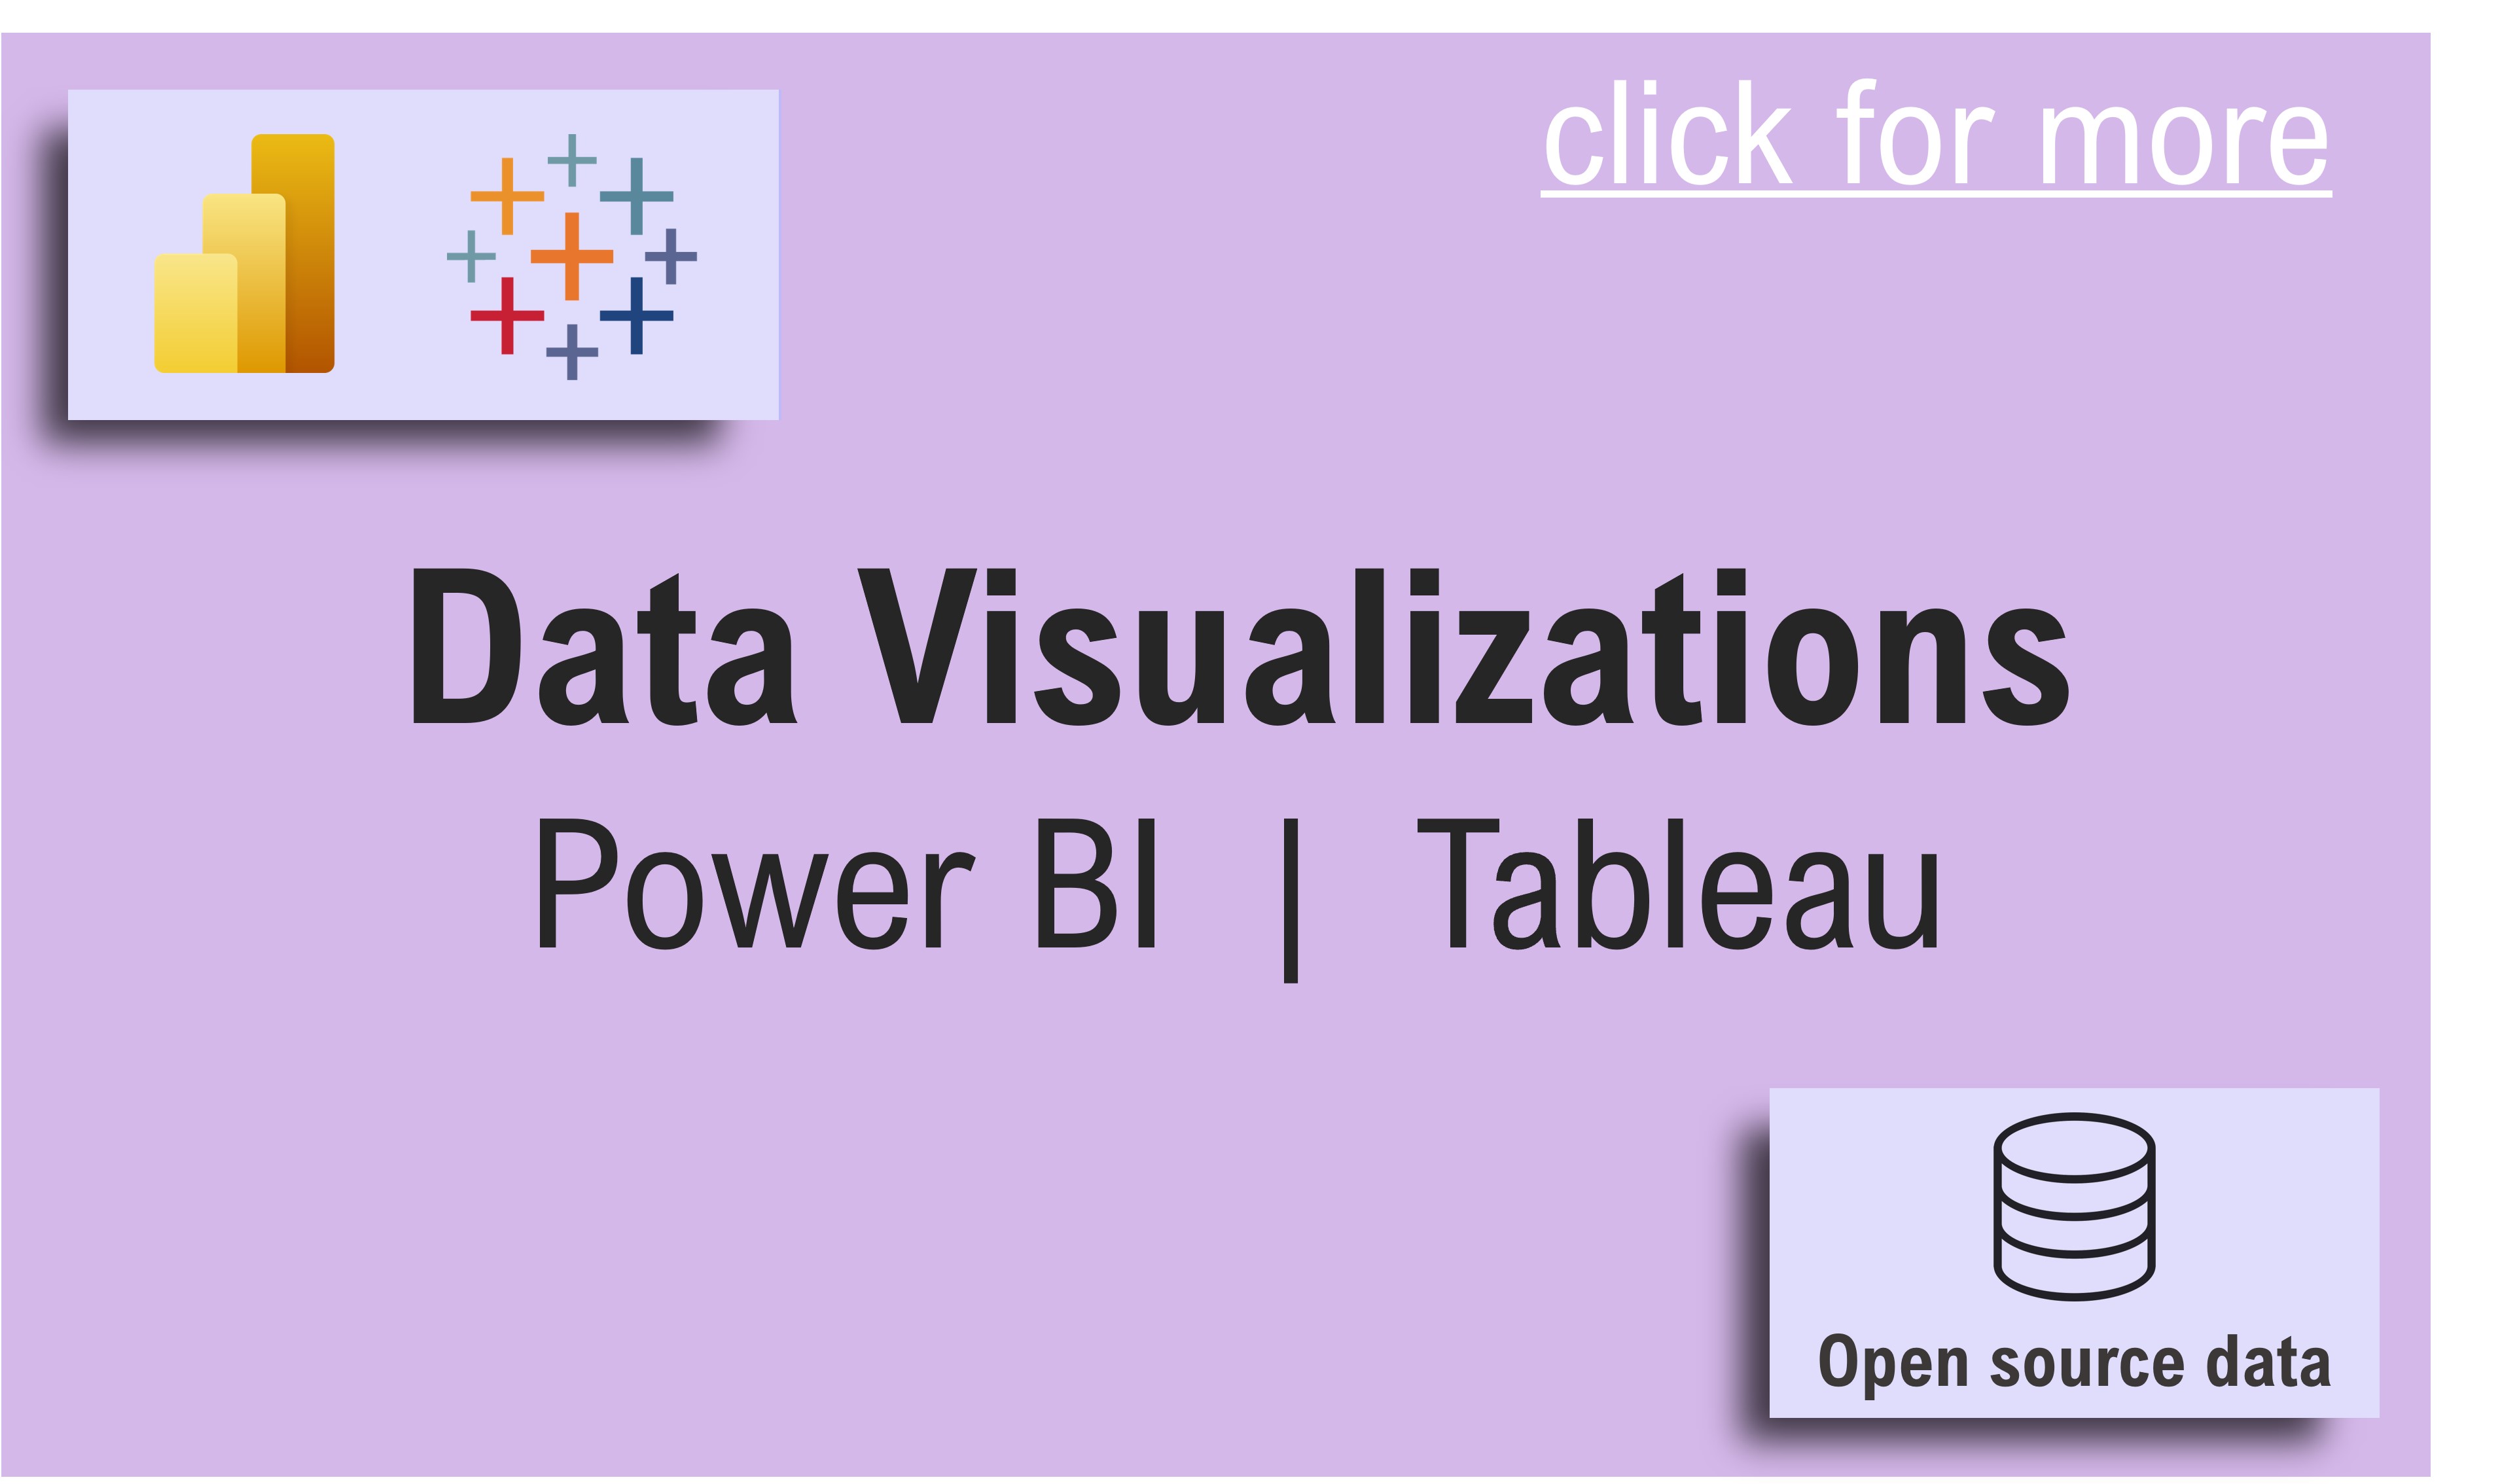 click for more
Data Visualizations
Power BI | Tableau
Open source data